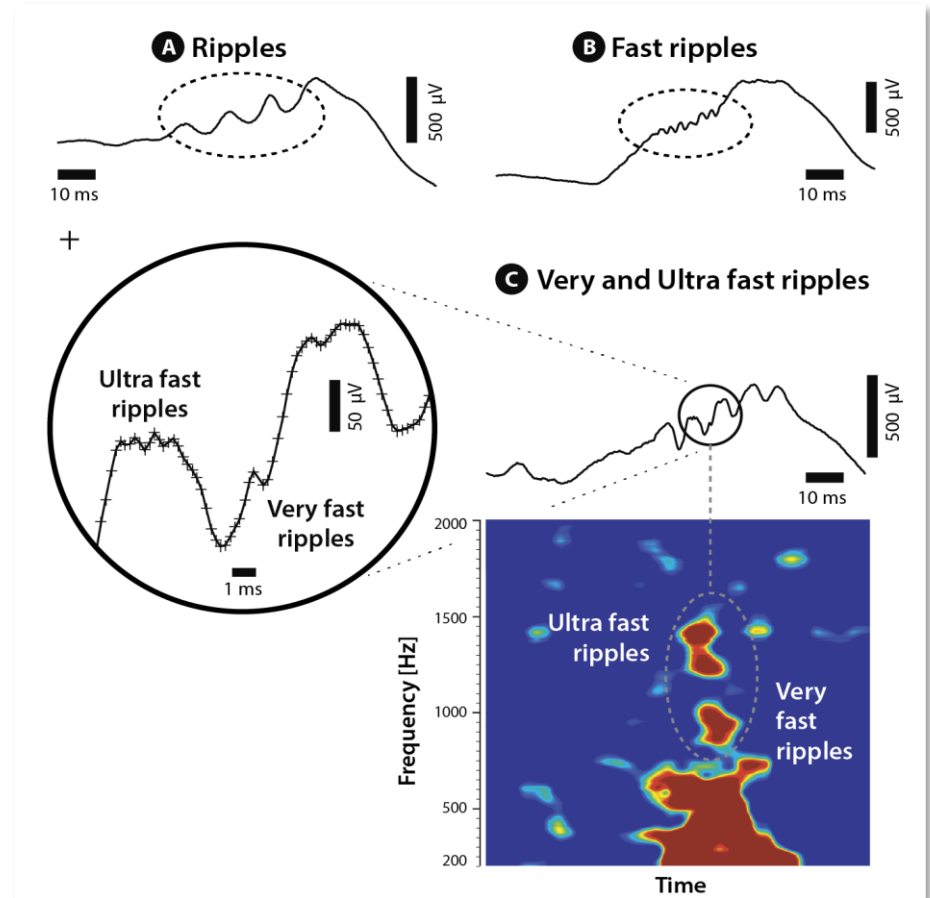 A Ripples
500 µV
10 ms
B Fast ripples
500 µV
10 ms
C Very and Ultra fast ripples
500 µV
10 ms
Ultra fast
ripples
50 µV
Very fast
ripples
1 ms
Frequency [Hz]
2000
1500
1000
500
200
Ultra fast
ripples
Very
fast
ripples
Time